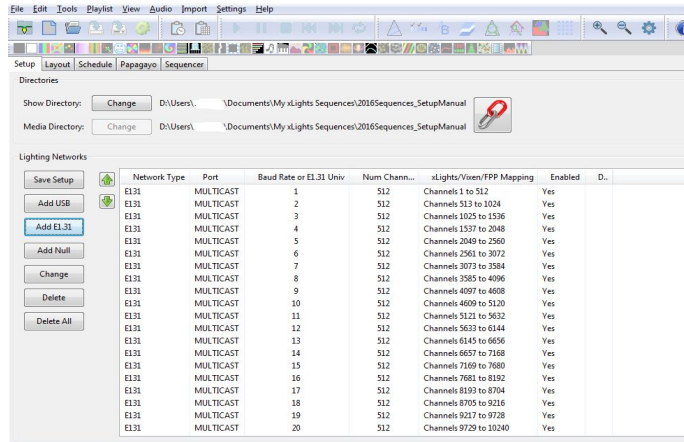 File Edit Tools Playlist View Audio Import Settings Help
Setup Layout Schedule Papagayo Sequencer
Directories
Show Directory: Change D:\Users\. \Documents\My xLights Sequences\2016Sequences_SetupManual
Media Directory: Change D:\Users\ \Documents\My xLights Sequences\2016Sequences_SetupManual
Lighting Networks
Save Setup
Add USB
Add E1.31
Add Null
Change
Delete
Delete All
Network Type Port Baud Rate or E1.31 Univ Num Chann... xLights/Vixen/FPP Mapping Enabled D..
E131 MULTICAST 1 512 Channels 1 to 512 Yes
E131 MULTICAST 2 512 Channels 513 to 1024 Yes
E131 MULTICAST 3 512 Channels 1025 to 1536 Yes
E131 MULTICAST 4 512 Channels 1537 to 2048 Yes
E131 MULTICAST 5 512 Channels 2049 to 2560 Yes
E131 MULTICAST 6 512 Channels 2561 to 3072 Yes
E131 MULTICAST 7 512 Channels 3073 to 3584 Yes
E131 MULTICAST 8 512 Channels 3585 to 4096 Yes
E131 MULTICAST 9 512 Channels 4097 to 4608 Yes
E131 MULTICAST 10 512 Channels 4609 to 5120 Yes
E131 MULTICAST 11 512 Channels 5121 to 5632 Yes
E131 MULTICAST 12 512 Channels 5633 to 6144 Yes
E131 MULTICAST 13 512 Channels 6145 to 6656 Yes
E131 MULTICAST 14 512 Channels 6657 to 7168 Yes
E131 MULTICAST 15 512 Channels 7169 to 7680 Yes
E131 MULTICAST 16 512 Channels 7681 to 8192 Yes
E131 MULTICAST 17 512 Channels 8193 to 8704 Yes
E131 MULTICAST 18 512 Channels 8705 to 9216 Yes
E131 MULTICAST 19 512 Channels 9217 to 9728 Yes
E131 MULTICAST 20 512 Channels 9729 to 10240 Yes